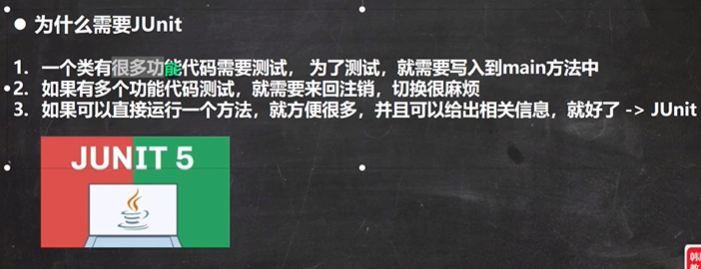 ● 为什么需要JUnit
1. 一个类有很多功能代码需要测试， 为了测试，就需要写入到main方法中
2. 如果有多个功能代码测试，就需要来回注销，切换很麻烦
3. 如果可以直接运行一个方法，就方便很多，并且可以给出相关信息，就好了 -> JUnit
JUNIT 5